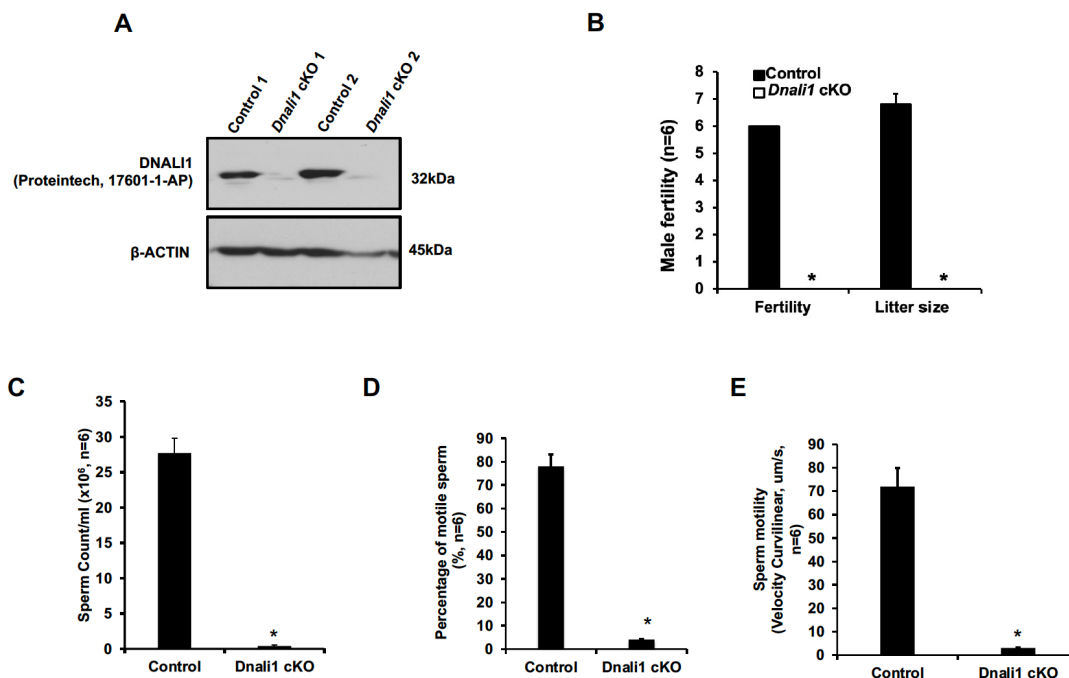 A
Control 1
Dnali1 cKO 1
Control 2
Dnali1 cKO 2
DNALI1
(Proteintech, 17601-1-AP)
32kDa
β-ACTIN
45kDa
B
Control
Dnali1 cKO
Male fertility (n=6)
8
7
6
5
4
3
2
1
0
*
*
Fertility
Litter size
C
Sperm Count/ml (x10⁶, n=6)
35
30
25
20
15
10
5
0
*
Control
Dnali1 cKO
D
Percentage of motile sperm
(%, n=6)
90
80
70
60
50
40
30
20
10
0
*
Control
Dnali1 cKO
E
Sperm motility
(Velocity Curvilinear, um/s,
n=6)
90
80
70
60
50
40
30
20
10
0
*
Control
Dnali1 cKO